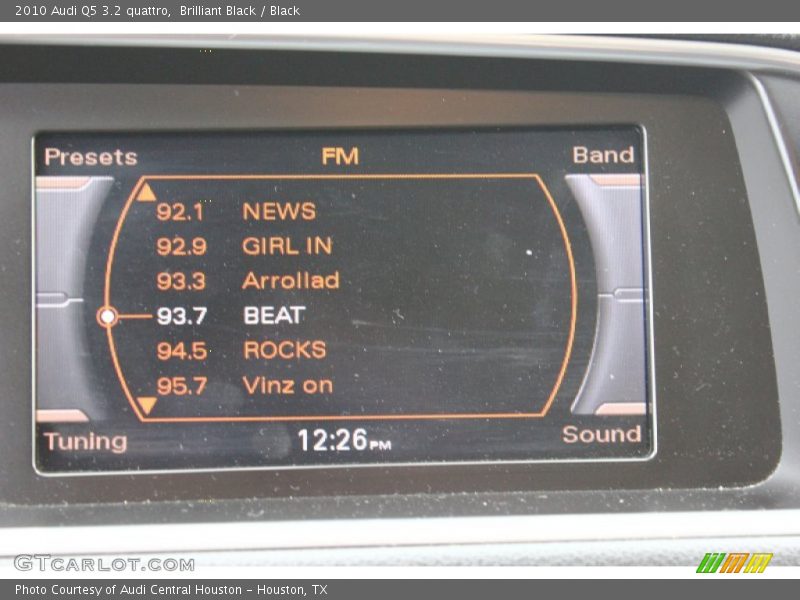 2010 Audi Q5 3.2 quattro,  Brilliant Black / Black
Presets FM Band
92.1 NEWS
92.9 GIRL IN
93.3 Arrollad
93.7 BEAT
94.5 ROCKS
95.7 Vinz on
Tuning 12:26 PM Sound
GTCARLOT.COM
Photo Courtesy of Audi Central Houston - Houston, TX